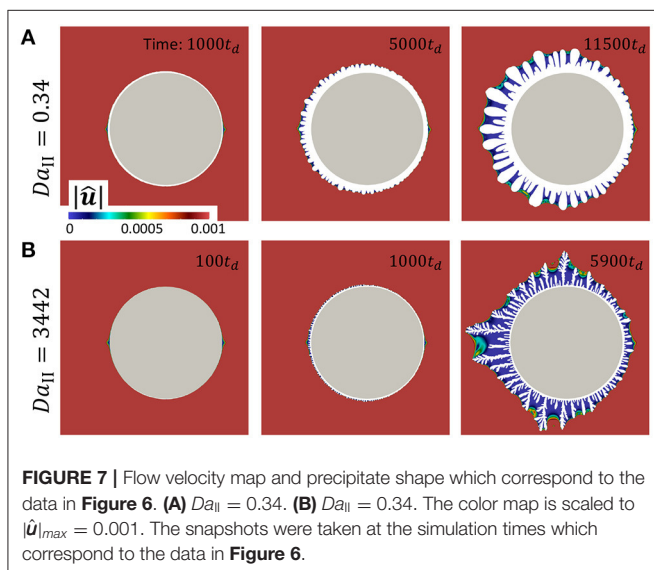 A
Time: 1000t_d
5000t_d
11500t_d
Da_II = 0.34
|û|
0 0.0005 0.001
B
100t_d
1000t_d
5900t_d
Da_II = 3442
FIGURE 7 | Flow velocity map and precipitate shape which correspond to the
data in Figure 6. (A) Da_II = 0.34. (B) Da_II = 0.34. The color map is scaled to
|û|_max = 0.001. The snapshots were taken at the simulation times which
correspond to the data in Figure 6.